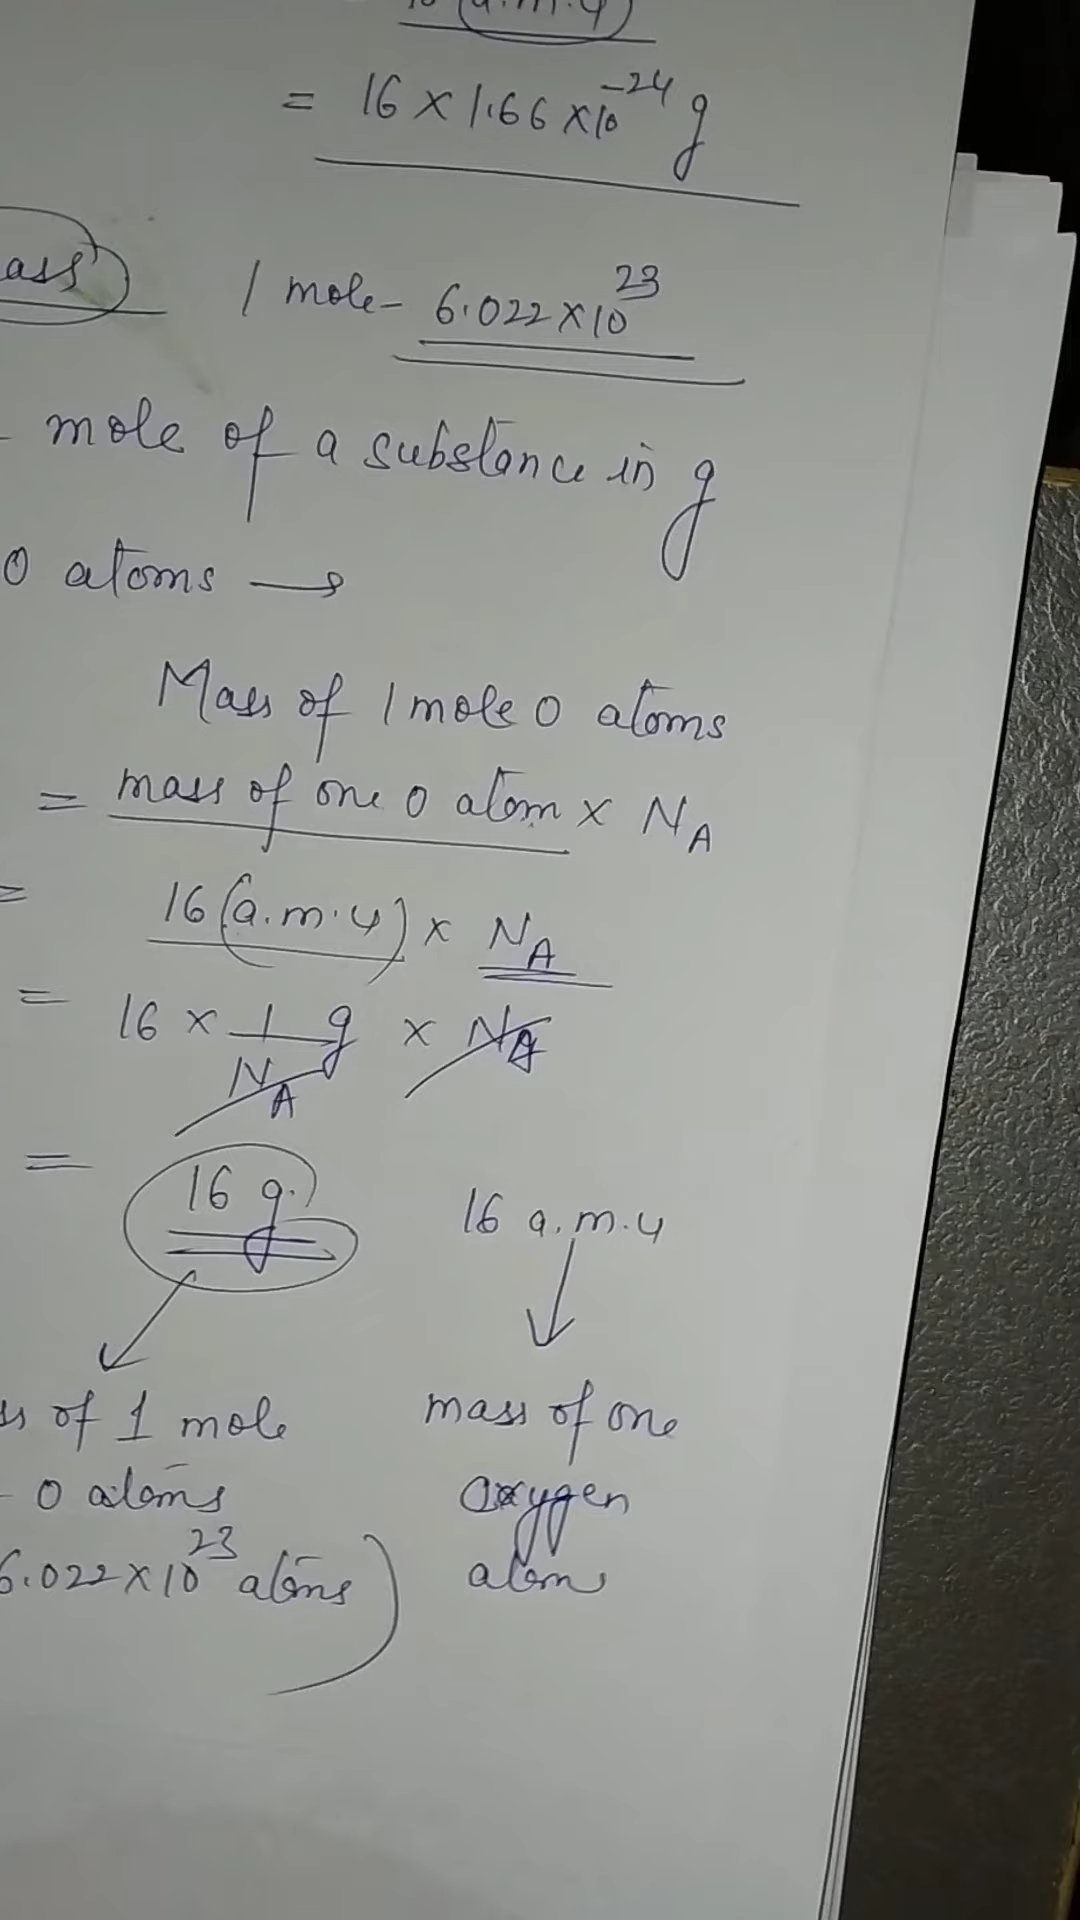 (a.m.u)
= 16 × 1.66 × 10^-24 g
ass) 1 mole - 6.022 × 10^23
mole of a substance in g
O atoms →
Mass of 1 mole O atoms
= mass of one O atom × N_A
= 16 (a.m.u) × N_A
= 16 × 1/N_A g × N_A
= 16 g. 16 a.m.u
ss of 1 mole mass of one
O atoms oxygen
6.022 × 10^23 atoms) atom